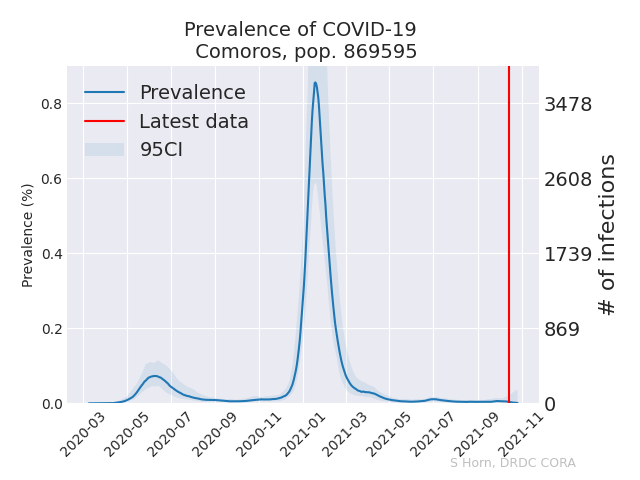 Prevalence of COVID-19
Comoros, pop. 869595
Prevalence
Latest data
95CI
Prevalence (%)
0.8
0.6
0.4
0.2
0.0
3478
2608
1739
869
0
# of infections
2020-03
2020-05
2020-07
2020-09
2020-11
2021-01
2021-03
2021-05
2021-07
2021-09
2021-11
S Horn, DRDC CORA